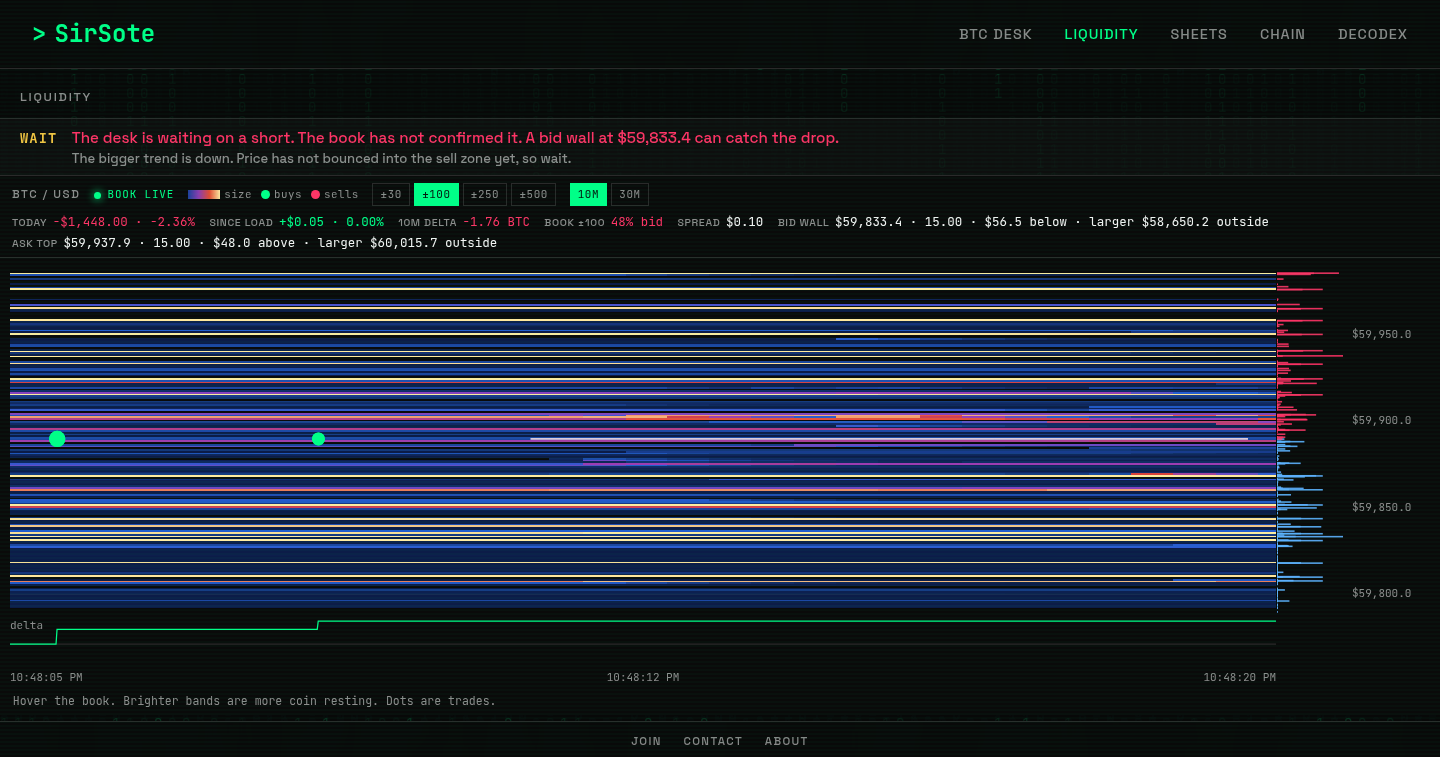 > SirSote
BTC DESK LIQUIDITY SHEETS CHAIN DECODEX
LIQUIDITY
WAIT The desk is waiting on a short. The book has not confirmed it. A bid wall at $59,833.4 can catch the drop.
The bigger trend is down. Price has not bounced into the sell zone yet, so wait.
BTC / USD BOOK LIVE size buys sells ±30 ±100 ±250 ±500 10M 30M
TODAY -$1,448.00 · -2.36% SINCE LOAD +$0.05 · 0.00% 10M DELTA -1.76 BTC BOOK ±100 48% bid SPREAD $0.10 BID WALL $59,833.4 · 15.00 · $56.5 below · larger $58,650.2 outside
ASK TOP $59,937.9 · 15.00 · $48.0 above · larger $60,015.7 outside
$59,950.0
$59,900.0
$59,850.0
$59,800.0
delta
10:48:05 PM 10:48:12 PM 10:48:20 PM
Hover the book. Brighter bands are more coin resting. Dots are trades.
JOIN CONTACT ABOUT